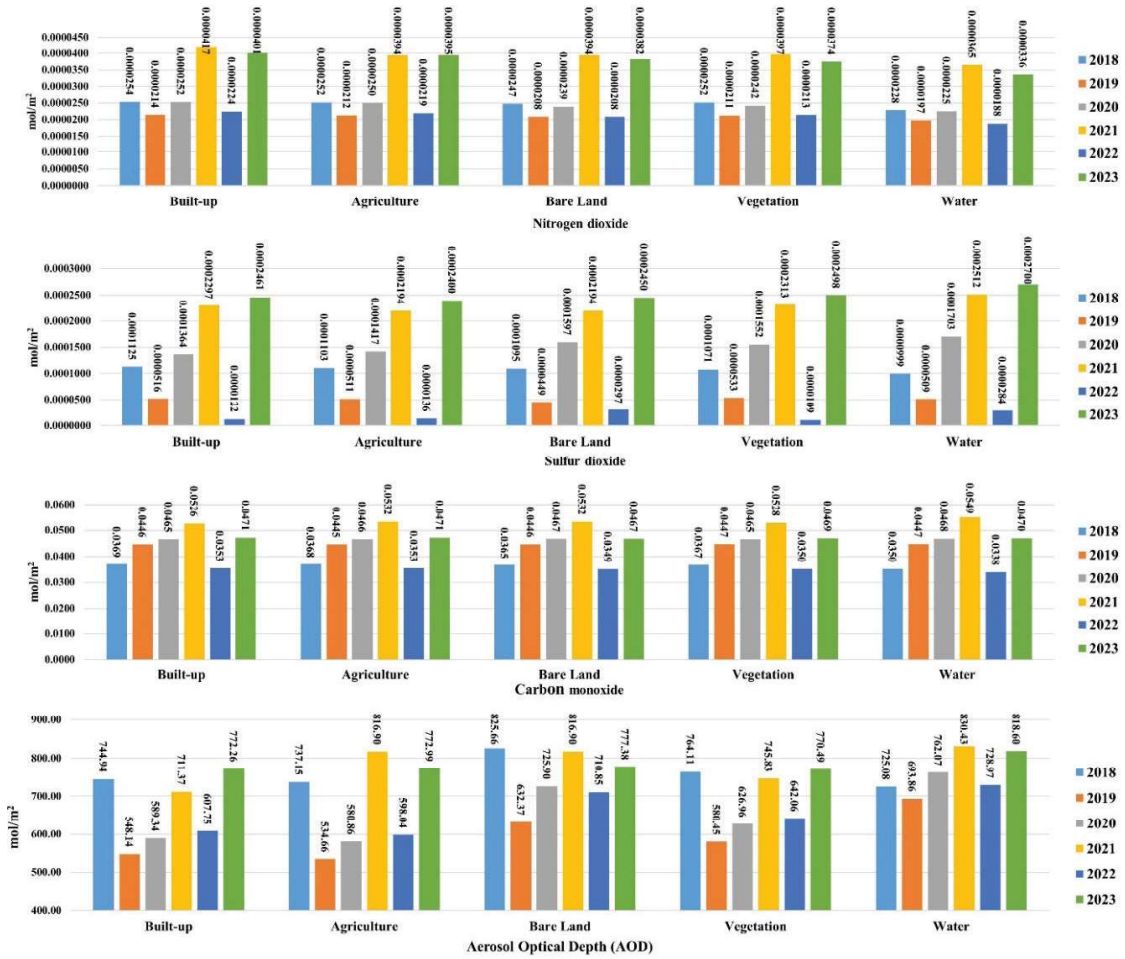 0.0000450
0.0000400
0.0000350
0.0000300
0.0000250
0.0000200
0.0000150
0.0000100
0.0000050
0.0000000
mol/m²
0.0000254 0.0000214 0.0000252 0.0000417 0.0000224 0.0000401
0.0000252 0.0000212 0.0000250 0.0000394 0.0000219 0.0000395
0.0000247 0.0000208 0.0000239 0.0000394 0.0000208 0.0000382
0.0000252 0.0000211 0.0000242 0.0000397 0.0000213 0.0000374
0.0000228 0.0000197 0.0000225 0.0000365 0.0000188 0.0000336
Built-up Agriculture Bare Land Vegetation Water
Nitrogen dioxide
2018
2019
2020
2021
2022
2023
0.0003000
0.0002500
0.0002000
0.0001500
0.0001000
0.0000500
0.0000000
mol/m²
0.0001125 0.0000516 0.0001364 0.0002297 0.0000122 0.0002461
0.0001103 0.0000511 0.0001417 0.0002194 0.0000136 0.0002400
0.0001095 0.0000449 0.0001597 0.0002194 0.0000297 0.0002450
0.0001071 0.0000533 0.0001552 0.0002313 0.0000109 0.0002498
0.0000999 0.0000509 0.0001703 0.0002512 0.0000284 0.0002700
Built-up Agriculture Bare Land Vegetation Water
Sulfur dioxide
2018
2019
2020
2021
2022
2023
0.0600
0.0500
0.0400
0.0300
0.0200
0.0100
0.0000
mol/m²
0.0369 0.0446 0.0465 0.0526 0.0353 0.0471
0.0368 0.0445 0.0466 0.0532 0.0353 0.0471
0.0365 0.0446 0.0467 0.0532 0.0349 0.0467
0.0367 0.0447 0.0465 0.0528 0.0350 0.0469
0.0350 0.0447 0.0468 0.0549 0.0338 0.0470
Built-up Agriculture Bare Land Vegetation Water
Carbon monoxide
2018
2019
2020
2021
2022
2023
900.00
800.00
700.00
600.00
500.00
400.00
mol/m²
744.94 548.14 589.34 711.37 607.75 772.26
737.15 534.66 580.86 816.90 598.04 772.99
825.66 632.37 725.90 816.90 710.85 777.38
764.11 580.45 626.96 745.83 642.06 770.49
725.08 693.86 762.07 830.43 728.97 818.60
Built-up Agriculture Bare Land Vegetation Water
Aerosol Optical Depth (AOD)
2018
2019
2020
2021
2022
2023